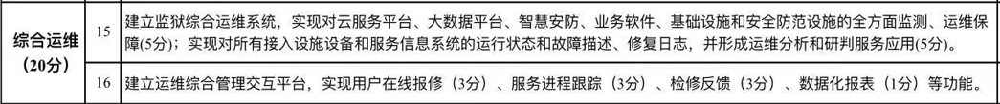 综合运维
(20分)
15
建立监狱综合运维系统，实现对云服务平台、大数据平台、智慧安防、业务软件、基础设施和安全防范设施的全方面监测、运维保
障(5分)；实现对所有接入设施设备和服务信息系统的运行状态和故障描述、修复日志，并形成运维分析和研判服务应用(5分)。
16
建立运维综合管理交互平台，实现用户在线报修（3分）、服务进程跟踪（3分）、检修反馈（3分）、数据化报表（1分）等功能。